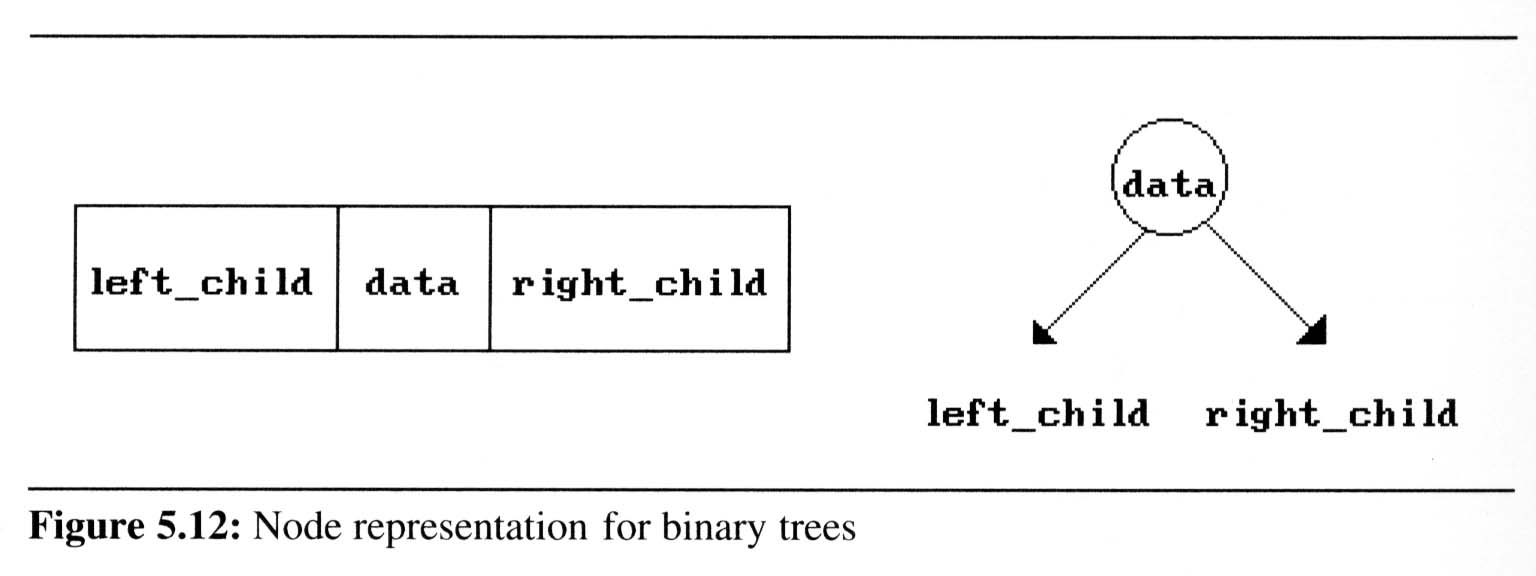 left_child data right_child
data
left_child right_child
Figure 5.12: Node representation for binary trees